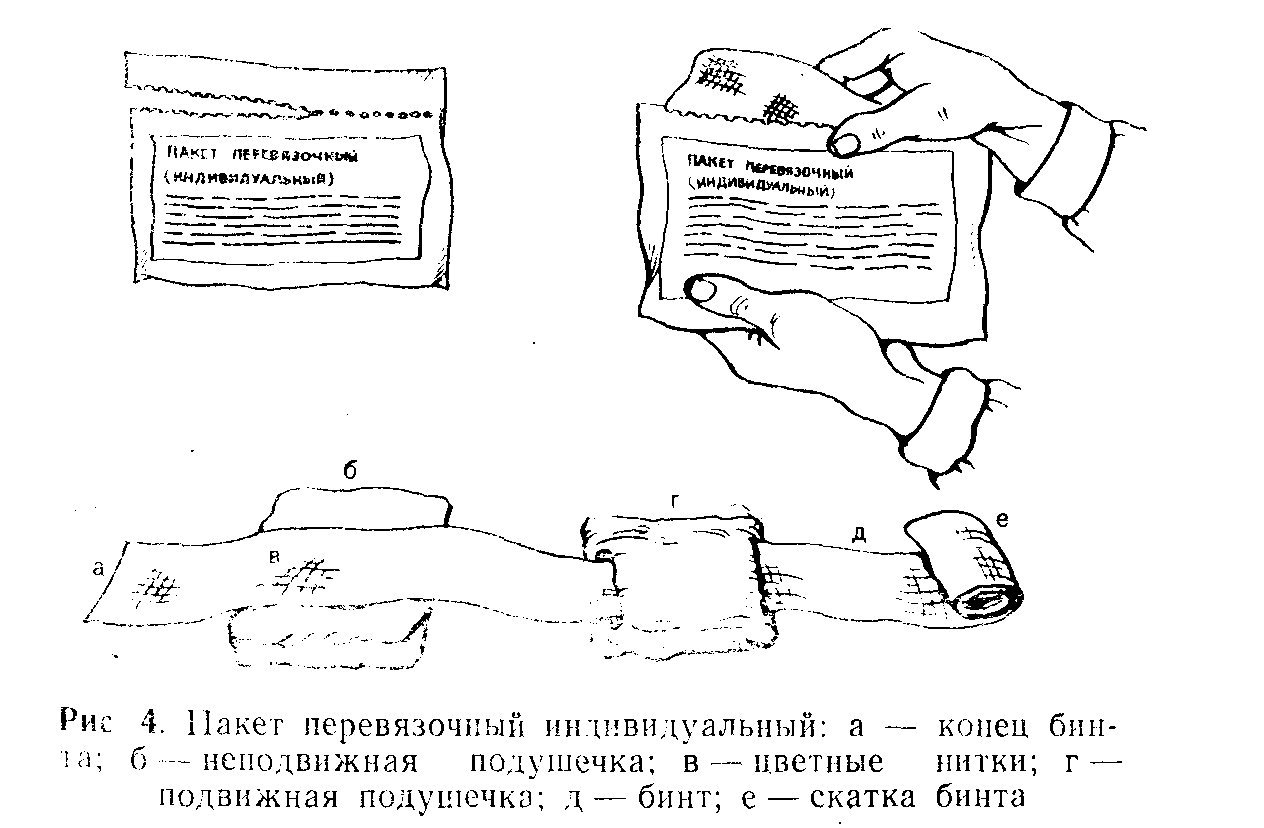 ПАКЕТ ПЕРЕВЯЗОЧНЫЙ
(ИНДИВИДУАЛЬНЫЙ)
ПАКЕТ ПЕРЕВЯЗОЧНЫЙ
(ИНДИВИДУАЛЬНЫЙ)
б
г
е
д
в
а
Рис 4. Пакет перевязочный индивидуальный: а — конец бин-
та; б — неподвижная подушечка; в — цветные нитки; г —
подвижная подушечка; д — бинт; е — скатка бинта